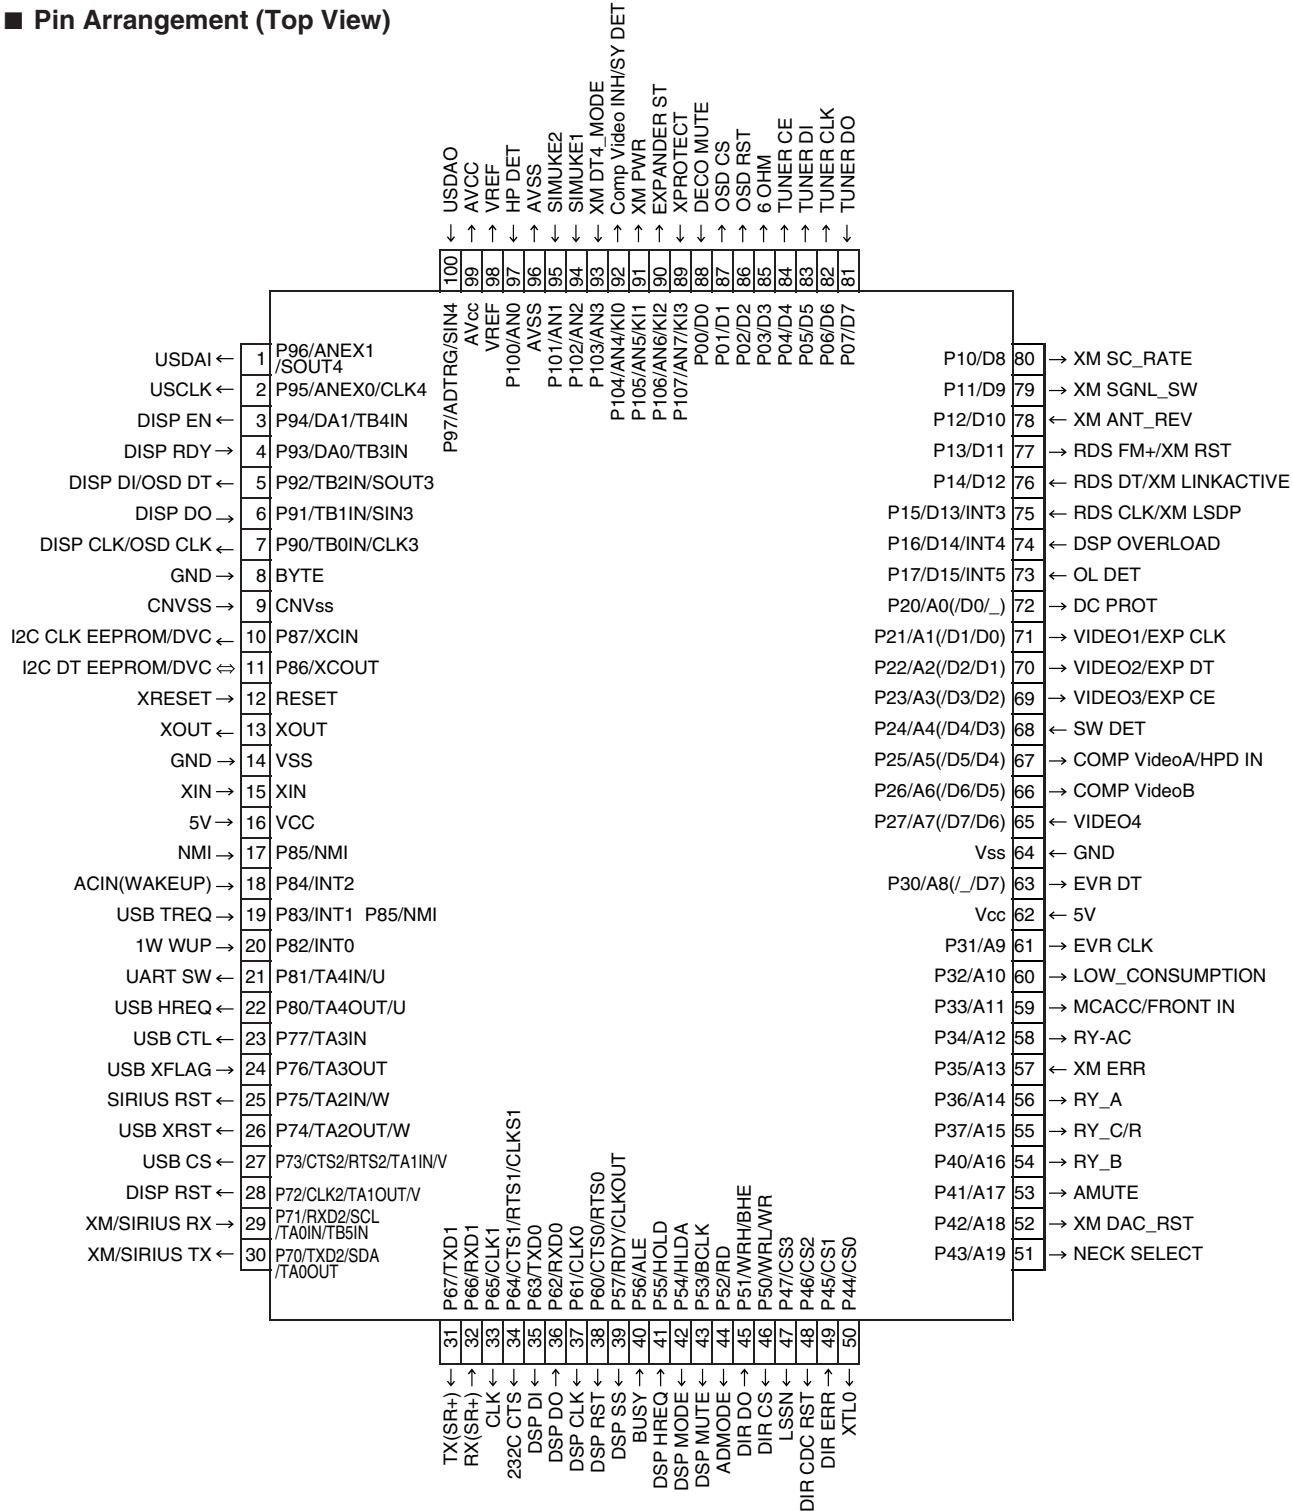 ■ Pin Arrangement (Top View)
USDAO
AVCC
VREF
HP DET
AVSS
SIMUKE2
SIMUKE1
XM DT4_MODE
Comp Video INH/SY DET
XM PWR
EXPANDER ST
XPROTECT
DECO MUTE
OSD CS
OSD RST
6 OHM
TUNER CE
TUNER DI
TUNER CLK
TUNER DO
← → → ← → ← ← ← → → → ← ← → → → → → → ←
100 99 98 97 96 95 94 93 92 91 90 89 88 87 86 85 84 83 82 81
P97/ADTRG/SIN4
AVcc
VREF
P100/AN0
AVSS
P101/AN1
P102/AN2
P103/AN3
P104/AN4/KI0
P105/AN5/KI1
P106/AN6/KI2
P107/AN7/KI3
P00/D0
P01/D1
P02/D2
P03/D3
P04/D4
P05/D5
P06/D6
P07/D7
USDAI ← 1 P96/ANEX1
/SOUT4
USCLK ← 2 P95/ANEX0/CLK4
DISP EN ← 3 P94/DA1/TB4IN
DISP RDY → 4 P93/DA0/TB3IN
DISP DI/OSD DT ← 5 P92/TB2IN/SOUT3
DISP DO → 6 P91/TB1IN/SIN3
DISP CLK/OSD CLK ← 7 P90/TB0IN/CLK3
GND → 8 BYTE
CNVSS → 9 CNVss
I2C CLK EEPROM/DVC ← 10 P87/XCIN
I2C DT EEPROM/DVC ⇔ 11 P86/XCOUT
XRESET → 12 RESET
XOUT ← 13 XOUT
GND → 14 VSS
XIN → 15 XIN
5V → 16 VCC
NMI → 17 P85/NMI
ACIN(WAKEUP) → 18 P84/INT2
USB TREQ → 19 P83/INT1 P85/NMI
1W WUP → 20 P82/INT0
UART SW ← 21 P81/TA4IN/U
USB HREQ ← 22 P80/TA4OUT/U
USB CTL ← 23 P77/TA3IN
USB XFLAG → 24 P76/TA3OUT
SIRIUS RST ← 25 P75/TA2IN/W
USB XRST ← 26 P74/TA2OUT/W
USB CS ← 27 P73/CTS2/RTS2/TA1IN/V
DISP RST ← 28 P72/CLK2/TA1OUT/V
XM/SIRIUS RX → 29 P71/RXD2/SCL
/TA0IN/TB5IN
XM/SIRIUS TX ← 30 P70/TXD2/SDA
/TA0OUT
P10/D8 80 → XM SC_RATE
P11/D9 79 → XM SGNL_SW
P12/D10 78 ← XM ANT_REV
P13/D11 77 → RDS FM+/XM RST
P14/D12 76 ← RDS DT/XM LINKACTIVE
P15/D13/INT3 75 ← RDS CLK/XM LSDP
P16/D14/INT4 74 ← DSP OVERLOAD
P17/D15/INT5 73 ← OL DET
P20/A0(/D0/_) 72 → DC PROT
P21/A1(/D1/D0) 71 → VIDEO1/EXP CLK
P22/A2(/D2/D1) 70 → VIDEO2/EXP DT
P23/A3(/D3/D2) 69 → VIDEO3/EXP CE
P24/A4(/D4/D3) 68 ← SW DET
P25/A5(/D5/D4) 67 → COMP VideoA/HPD IN
P26/A6(/D6/D5) 66 → COMP VideoB
P27/A7(/D7/D6) 65 ← VIDEO4
Vss 64 ← GND
P30/A8(/_/D7) 63 → EVR DT
Vcc 62 ← 5V
P31/A9 61 → EVR CLK
P32/A10 60 → LOW_CONSUMPTION
P33/A11 59 → MCACC/FRONT IN
P34/A12 58 → RY-AC
P35/A13 57 ← XM ERR
P36/A14 56 → RY_A
P37/A15 55 → RY_C/R
P40/A16 54 → RY_B
P41/A17 53 → AMUTE
P42/A18 52 → XM DAC_RST
P43/A19 51 → NECK SELECT
P67/TXD1
P66/RXD1
P65/CLK1
P64/CTS1/RTS1/CLKS1
P63/TXD0
P62/RXD0
P61/CLK0
P60/CTS0/RTS0
P57/RDY/CLKOUT
P56/ALE
P55/HOLD
P54/HLDA
P53/BCLK
P52/RD
P51/WRH/BHE
P50/WRL/WR
P47/CS3
P46/CS2
P45/CS1
P44/CS0
31 32 33 34 35 36 37 38 39 40 41 42 43 44 45 46 47 48 49 50
TX(SR+) ←
RX(SR+) →
CLK ←
232C CTS ←
DSP DI ←
DSP DO →
DSP CLK ←
DSP RST ←
DSP SS ←
BUSY →
DSP HREQ →
DSP MODE ←
DSP MUTE ←
ADMODE ←
DIR DO →
DIR CS ←
LSSN ←
DIR CDC RST ←
DIR ERR →
XTL0 ←